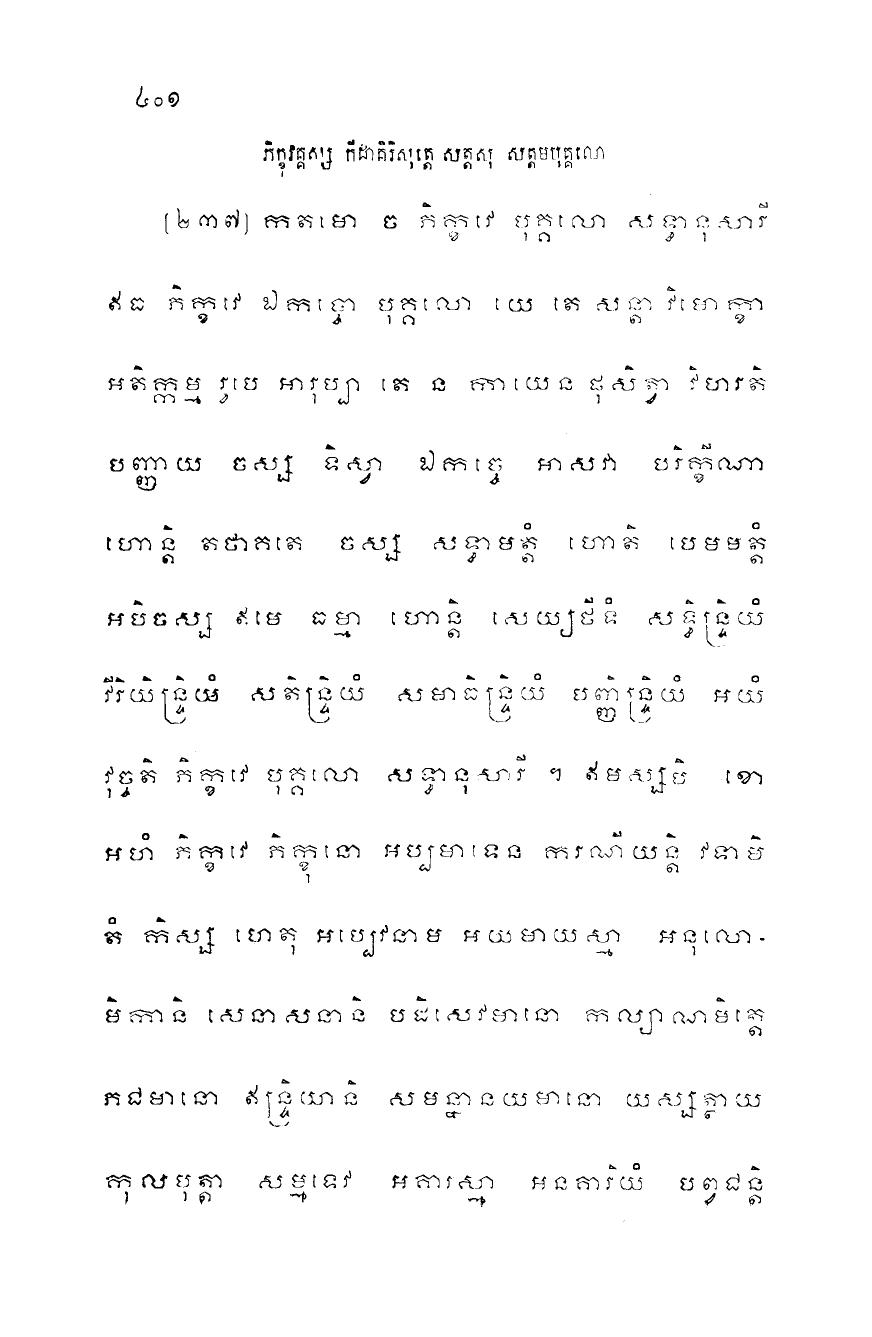 ៤០១
ភិក្ខុវគ្គស្ស កីដាគិរិសុត្តេ សត្តសុ សត្តមបុគ្គលោ
[២៣៧] កតមោ ច ភិក្ខវេ បុគ្គលោ សទ្ធានុសារី
ឥធ ភិក្ខវេ ឯកច្ចោ បុគ្គលោ យេ តេ សន្តា វិមោក្ខា
អតិក្កម្ម រូបេ អារុប្បា តេ ន កាយេន ផុសិត្វា វិហរតិ
បញ្ញាយ ចស្ស ទិស្វា ឯកច្ចេ អាសវា បរិក្ខីណា
ហោន្តិ តថាគតេ ចស្ស សទ្ធាមត្តំ ហោតិ បេមមត្តំ
អបិចស្ស ឥមេ ធម្មា ហោន្តិ សេយ្យថីទំ សទ្ធិន្ទ្រិយំ
វីរិយិន្ទ្រិយំ សតិន្ទ្រិយំ សមាធិន្ទ្រិយំ បញ្ញិន្ទ្រិយំ អយំ
វុច្ចតិ ភិក្ខវេ បុគ្គលោ សទ្ធានុសារី ។ ឥមស្សបិ ខោ
អហំ ភិក្ខវេ ភិក្ខុនោ អប្បមាទេន ករណីយន្តិ វទាមិ
តំ កិស្ស ហេតុ អប្បេវនាម អយមាយស្មា អនុលោ-
មិកានិ សេនាសនានិ បដិសេវមានោ កល្យាណមិត្តេ
ភជមានោ ឥន្ទ្រិយានិ សមន្នានយមានោ យស្សត្ថាយ
កុលបុត្តា សម្មទេវ អគារស្មា អនគារិយំ បព្វជន្តិ